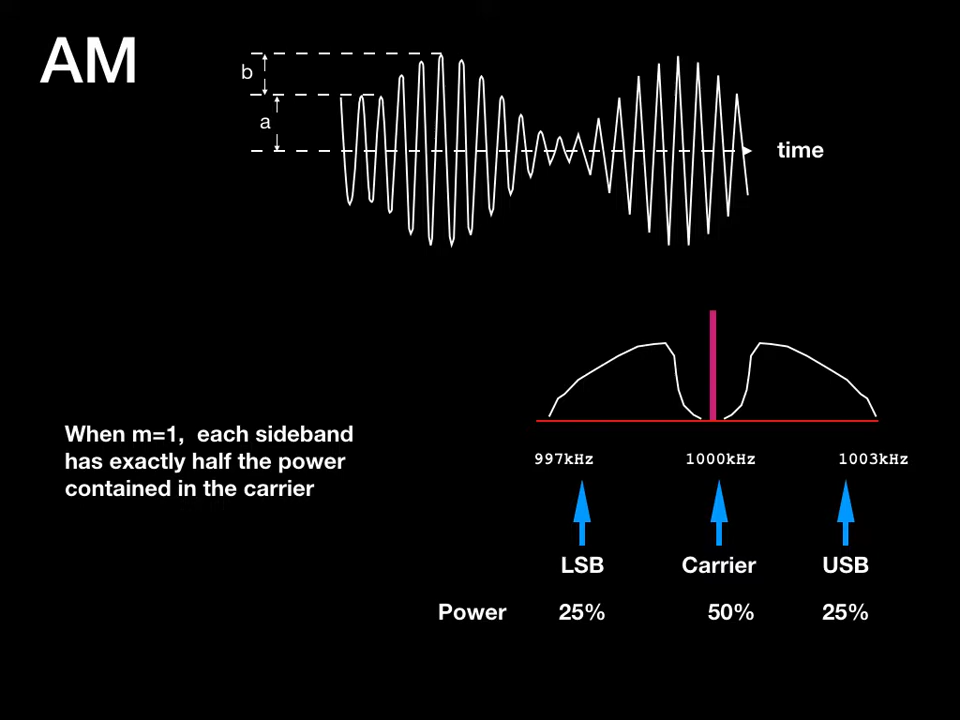 AM
b
a
time
When m=1, each sideband
has exactly half the power
contained in the carrier
997kHz 1000kHz 1003kHz
LSB Carrier USB
Power 25% 50% 25%